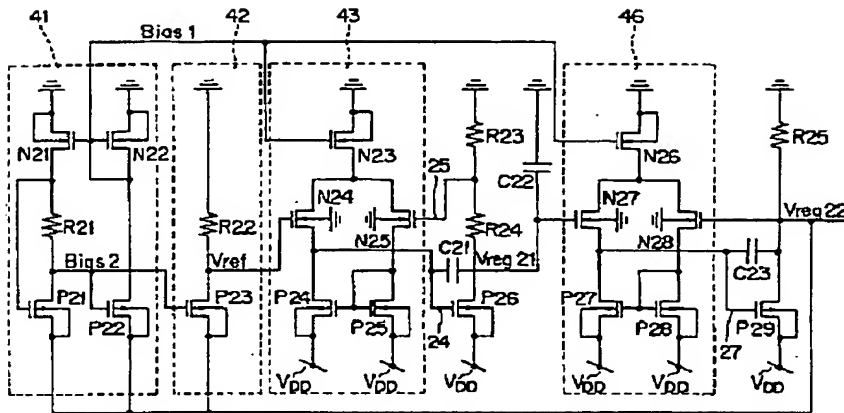 41
Bias 1
42
43
46
N21
N22
N23
R23
N26
R25
C22
N24
25
N27
R21
R22
R24
Vreg 22
N25
N28
Bias 2
Vref
C21
Vreg 21
C23
P21
P22
P23
P24
P25
P26
P27
P28
P29
24
27
VDD
VDD
VDD
VDD
VDD
VDD